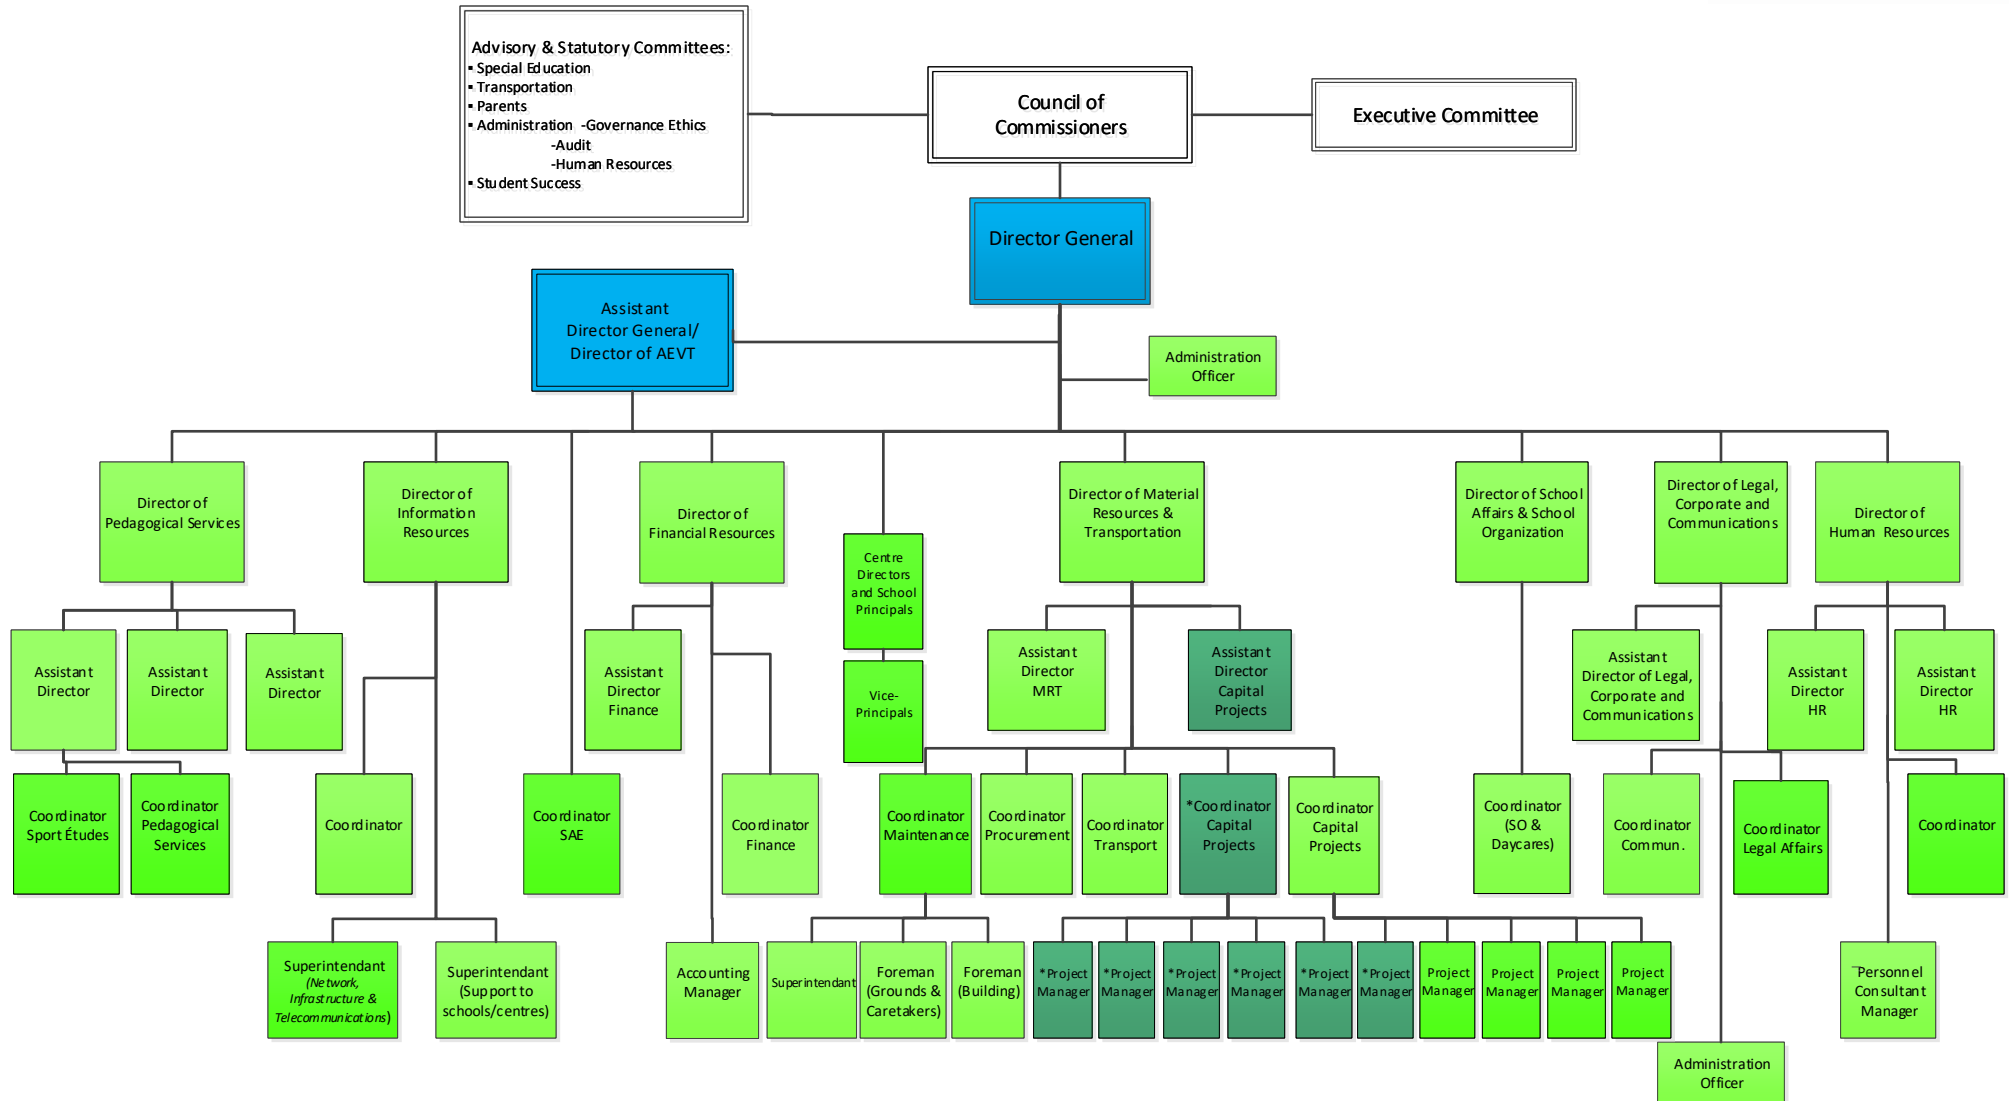 Advisory & Statutory Committees:
▪ Special Education
▪ Transportation
▪ Parents
▪ Administration -Governance Ethics
-Audit
-Human Resources
▪ Student Success
Council of
Commissioners
Executive Committee
Director General
Assistant
Director General/
Director of AEVT
Administration
Officer
Director of
Pedagogical Services
Director of
Information
Resources
Director of
Financial Resources
Centre
Directors
and School
Principals
Director of Material
Resources &
Transportation
Director of School
Affairs & School
Organization
Director of Legal,
Corporate and
Communications
Director of
Human Resources
Assistant
Director
Assistant
Director
Assistant
Director
Assistant
Director
Finance
Vice-
Principals
Assistant
Director
MRT
Assistant
Director
Capital
Projects
Assistant
Director of Legal,
Corporate and
Communications
Assistant
Director
HR
Assistant
Director
HR
Coordinator
Sport Études
Coordinator
Pedagogical
Services
Coordinator
Coordinator
SAE
Coordinator
Finance
Coordinator
Maintenance
Coordinator
Procurement
Coordinator
Transport
*Coordinator
Capital
Projects
Coordinator
Capital
Projects
Coordinator
(SO &
Daycares)
Coordinator
Commun.
Coordinator
Legal Affairs
Coordinator
Superintendant
(Network,
Infrastructure &
Telecommunications)
Superintendant
(Support to
schools/centres)
Accounting
Manager
Superintendant
Foreman
(Grounds &
Caretakers)
Foreman
(Building)
*Project
Manager
*Project
Manager
*Project
Manager
*Project
Manager
*Project
Manager
*Project
Manager
Project
Manager
Project
Manager
Project
Manager
Project
Manager
¯Personnel
Consultant
Manager
Administration
Officer